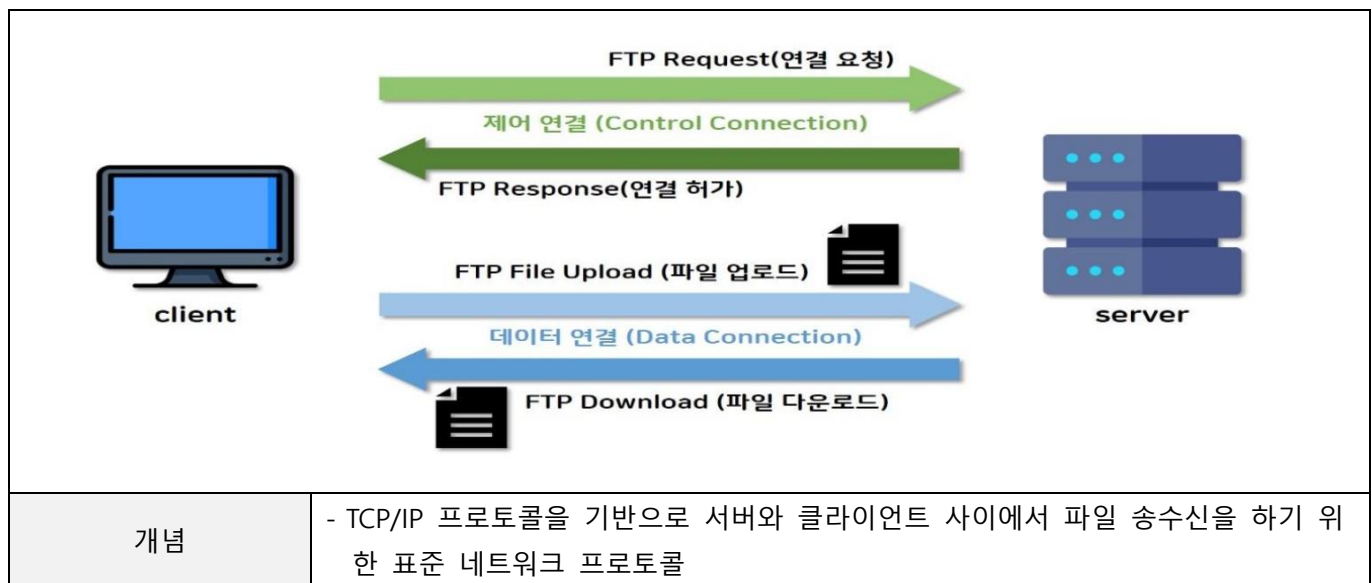 FTP Request(연결 요청)
제어 연결 (Control Connection)
FTP Response(연결 허가)
FTP File Upload (파일 업로드)
client
server
데이터 연결 (Data Connection)
FTP Download (파일 다운로드)
개념
- TCP/IP 프로토콜을 기반으로 서버와 클라이언트 사이에서 파일 송수신을 하기 위
한 표준 네트워크 프로토콜